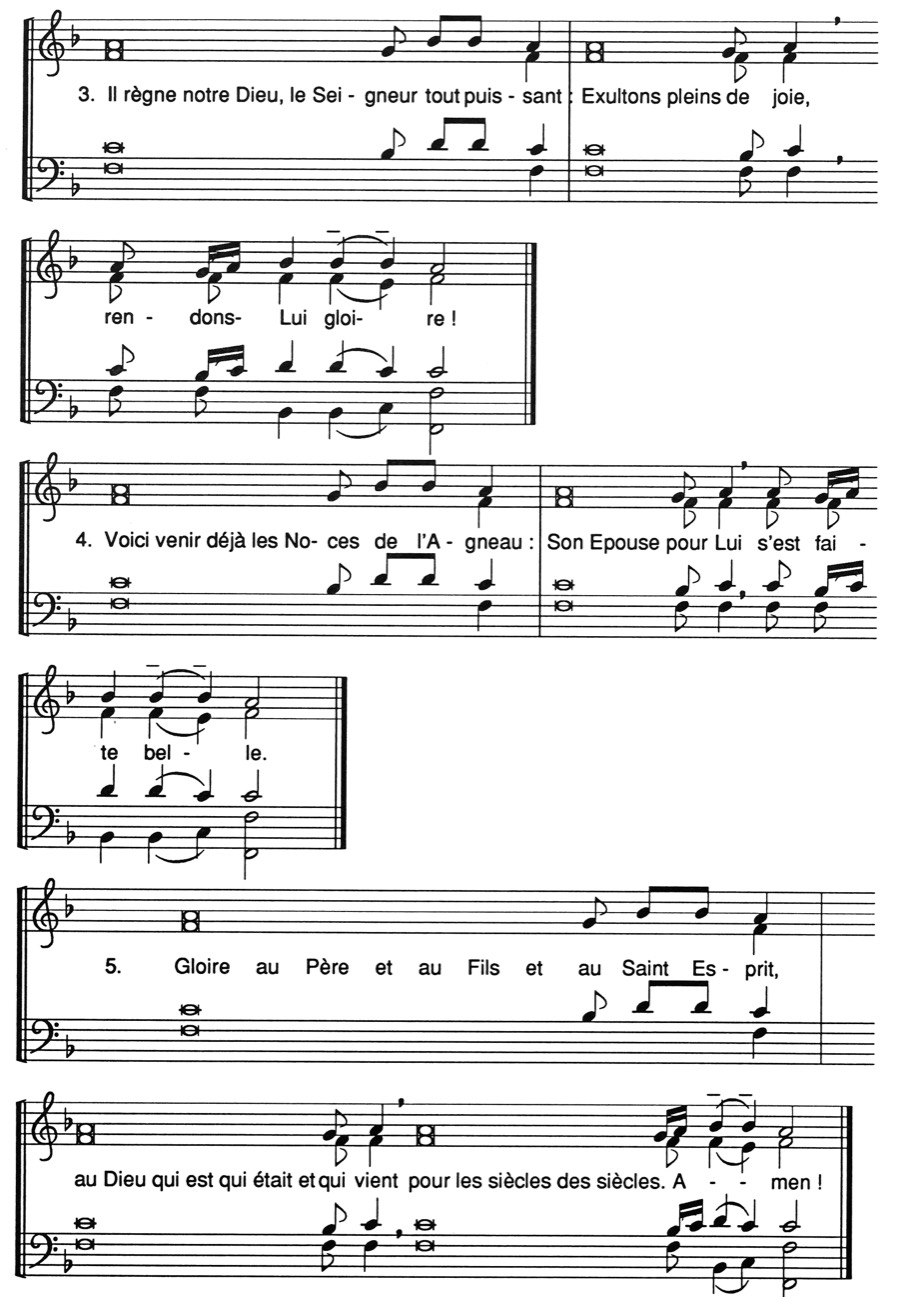 3. Il règne notre Dieu, le Sei - gneur tout puis - sant : Exultons pleins de joie,
ren - dons- Lui gloi- re !
4. Voici venir déjà les No- ces de l'A - gneau : Son Epouse pour Lui s'est fai -
te bel - le.
5. Gloire au Père et au Fils et au Saint Es - prit,
au Dieu qui est qui était et qui vient pour les siècles des siècles. A - - men !